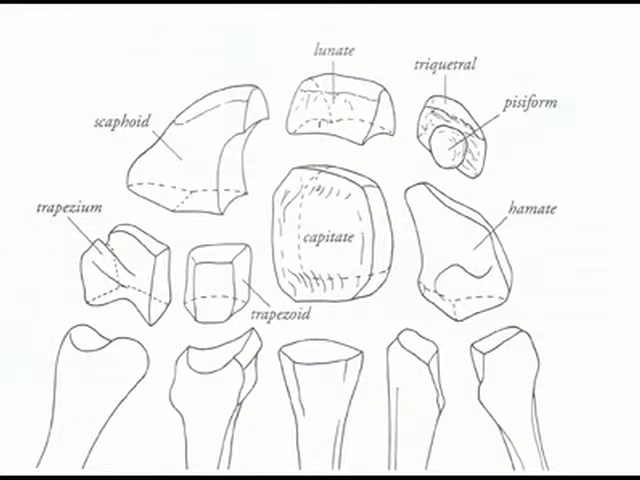 lunate
triquetral
pisiform
scaphoid
trapezium
hamate
capitate
trapezoid